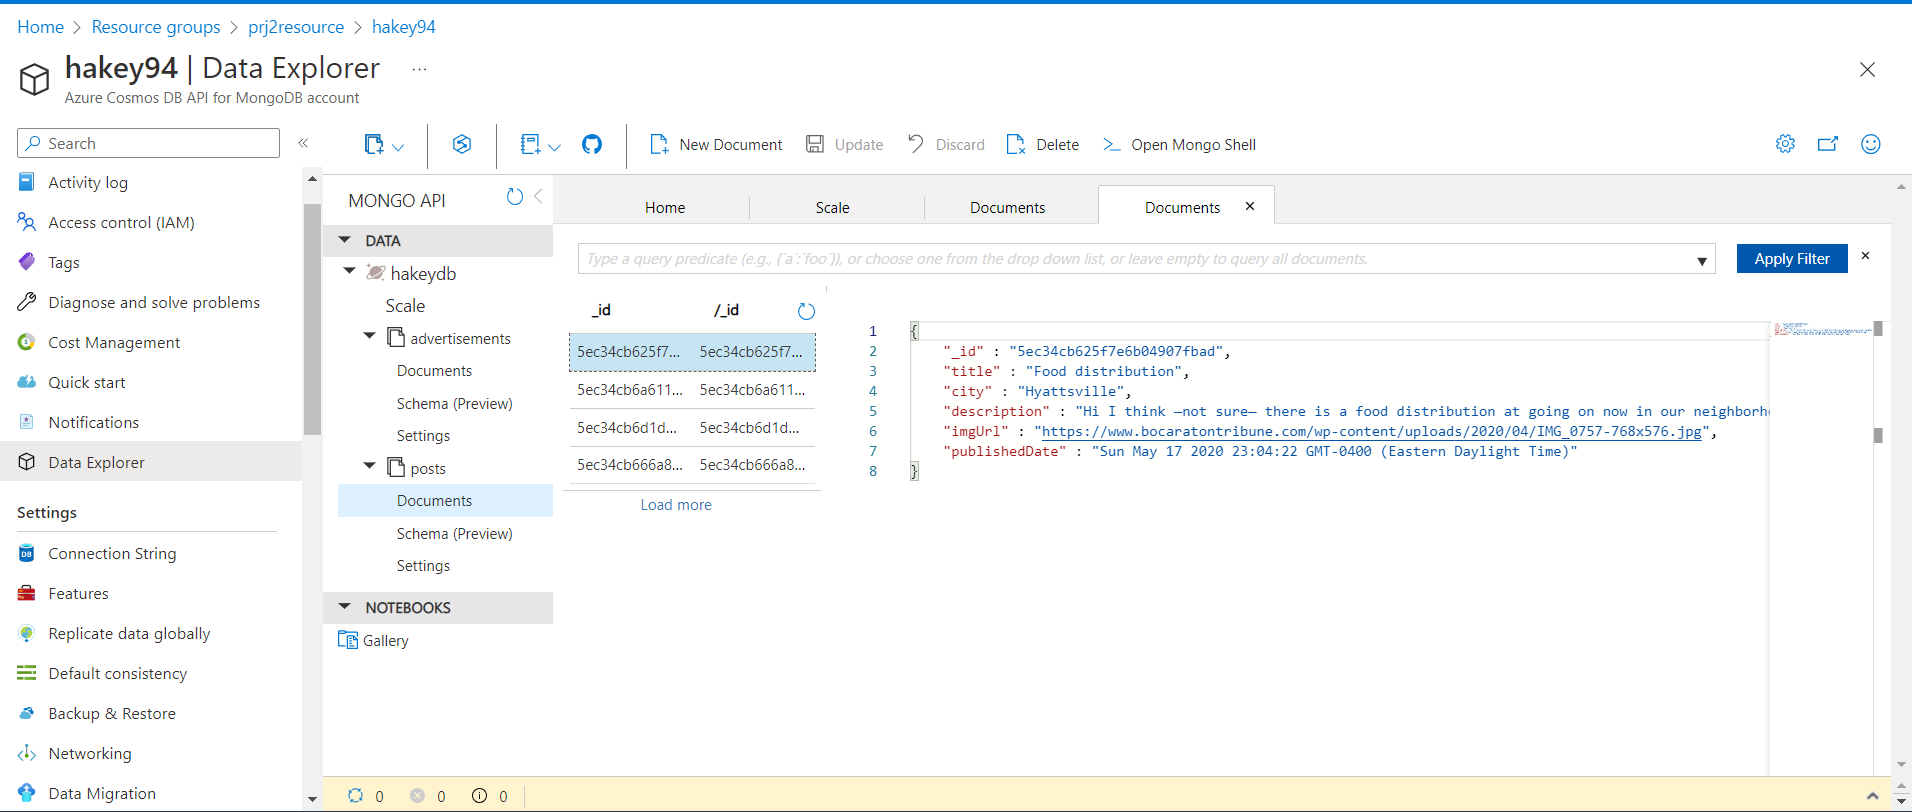 Home > Resource groups > prj2resource > hakey94
hakey94 | Data Explorer ...
Azure Cosmos DB API for MongoDB account
Search
«
New Document
Update
Discard
Delete
Open Mongo Shell
Activity log
Access control (IAM)
Tags
Diagnose and solve problems
Cost Management
Quick start
Notifications
Data Explorer
Settings
Connection String
Features
Replicate data globally
Default consistency
Backup & Restore
Networking
Data Migration
MONGO API
DATA
hakeydb
Scale
advertisements
Documents
Schema (Preview)
Settings
posts
Documents
Schema (Preview)
Settings
NOTEBOOKS
Gallery
Home
Scale
Documents
Documents
Type a query predicate (e.g., {´a´:´foo´}), or choose one from the drop down list, or leave empty to query all documents.
Apply Filter
_id /_id
5ec34cb625f7... 5ec34cb625f7...
5ec34cb6a611... 5ec34cb6a611...
5ec34cb6d1d... 5ec34cb6d1d...
5ec34cb666a8... 5ec34cb666a8...
Load more
1 {
2 "_id" : "5ec34cb625f7e6b04907fbad",
3 "title" : "Food distribution",
4 "city" : "Hyattsville",
5 "description" : "Hi I think —not sure— there is a food distribution at going on now in our neighborho
6 "imgUrl" : "https://www.bocaratontribune.com/wp-content/uploads/2020/04/IMG_0757-768x576.jpg",
7 "publishedDate" : "Sun May 17 2020 23:04:22 GMT-0400 (Eastern Daylight Time)"
8 }
0 0 0